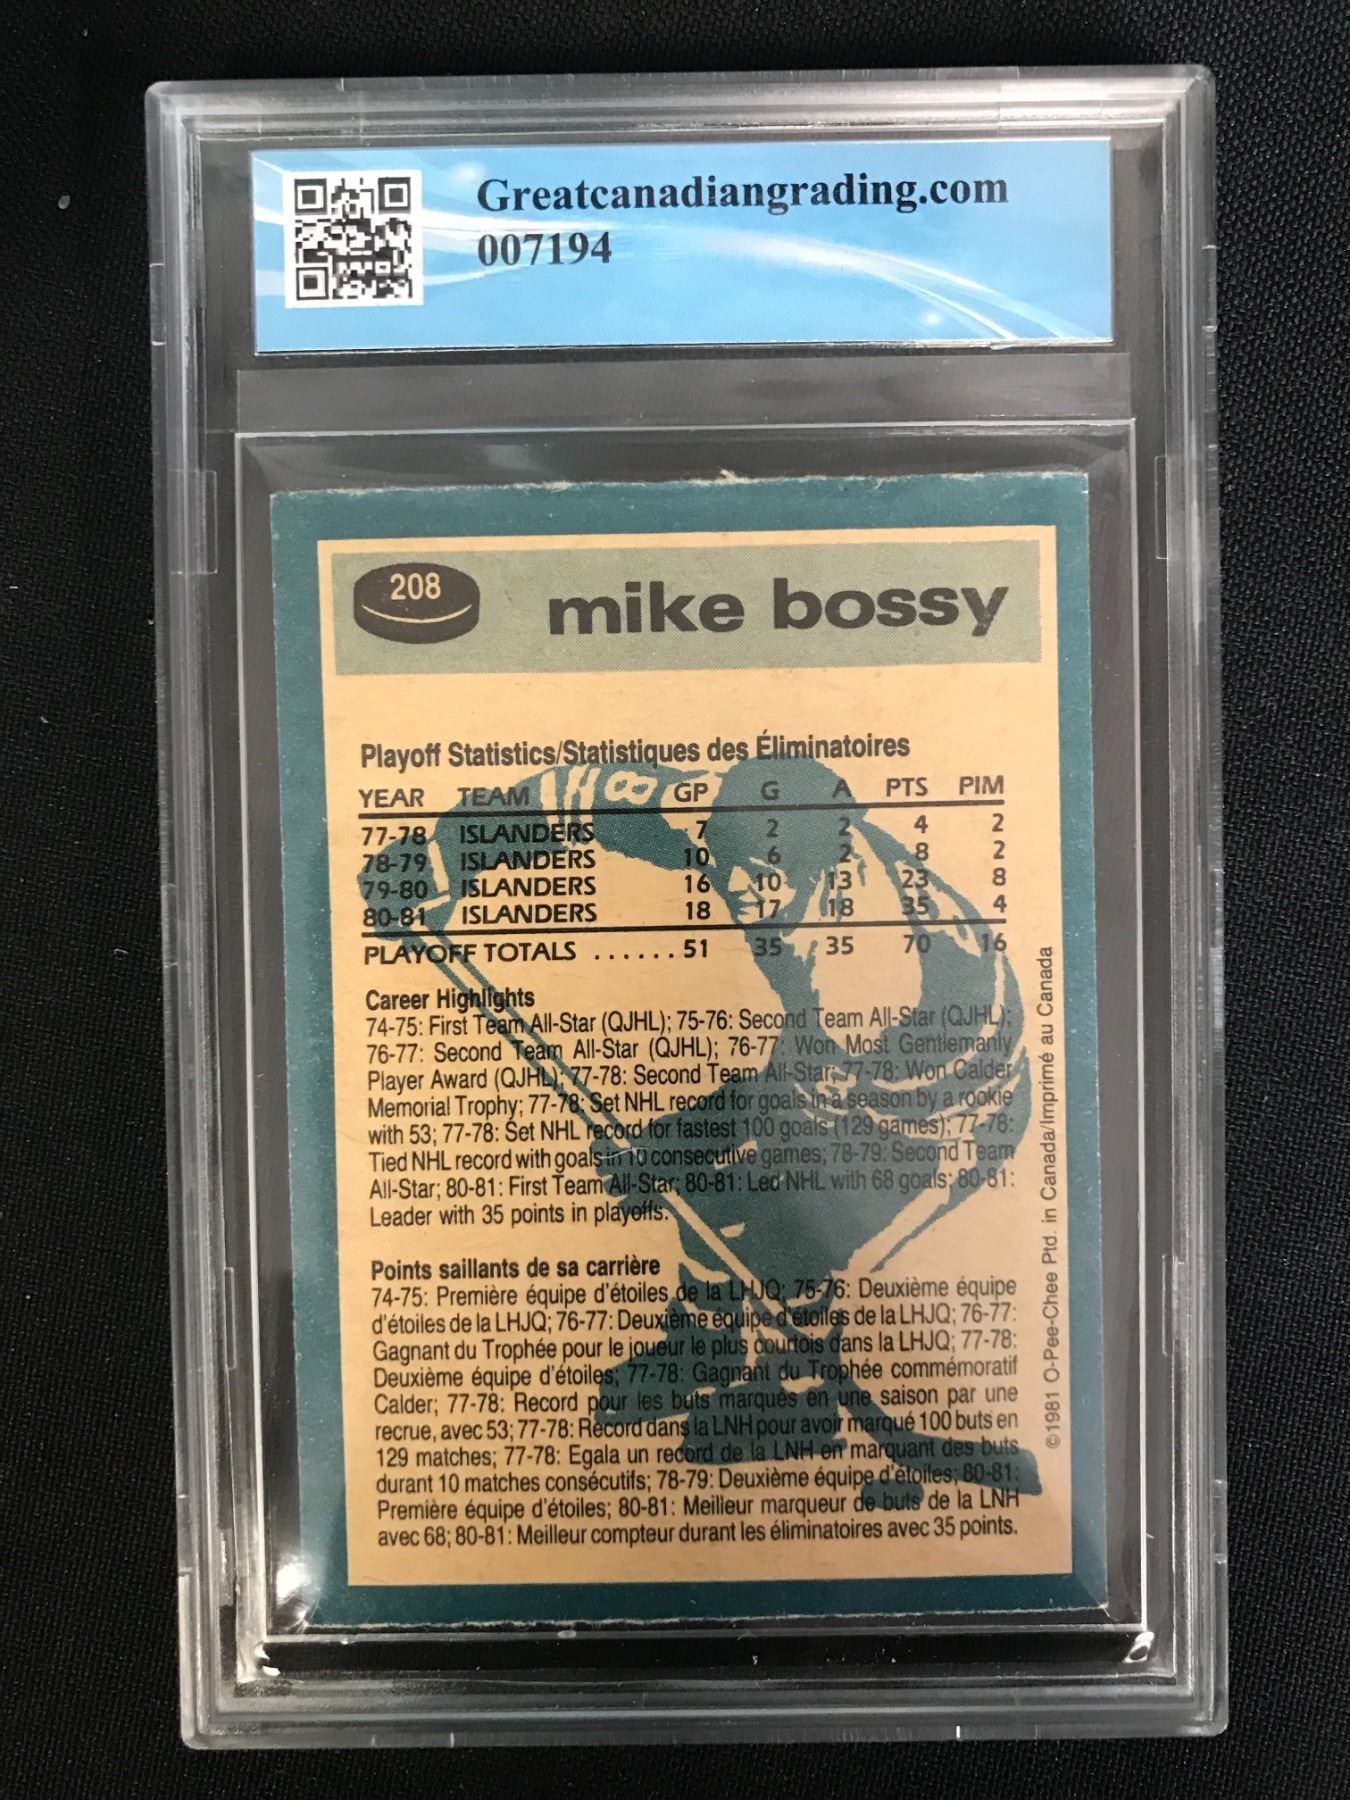 Greatcanadiangrading.com
007194
208
mike bossy
Playoff Statistics/Statistiques des Éliminatoires
YEAR TEAM GP G A PTS PIM
77-78 ISLANDERS 7 2 2 4 2
78-79 ISLANDERS 10 6 2 8 2
79-80 ISLANDERS 16 10 13 23 8
80-81 ISLANDERS 18 17 18 35 4
PLAYOFF TOTALS ...... 51 35 35 70 16
Career Highlights
74-75: First Team All-Star (QJHL); 75-76: Second Team All-Star (QJHL);
76-77: Second Team All-Star (QJHL); 76-77: Won Most Gentlemanly
Player Award (QJHL); 77-78: Second Team All-Star; 77-78: Won Calder
Memorial Trophy; 77-78: Set NHL record for goals in a season by a rookie
with 53; 77-78: Set NHL record for fastest 100 goals (129 games); 77-78:
Tied NHL record with goals in 10 consecutive games; 78-79: Second Team
All-Star; 80-81: First Team All-Star; 80-81: Led NHL with 68 goals; 80-81:
Leader with 35 points in playoffs.
Points saillants de sa carrière
74-75: Première équipe d'étoiles de la LHJQ; 75-76: Deuxième équipe
d'étoiles de la LHJQ; 76-77: Deuxième équipe d'étoiles de la LHJQ; 76-77:
Gagnant du Trophée pour le joueur le plus courtois dans la LHJQ; 77-78:
Deuxième équipe d'étoiles; 77-78: Gagnant du Trophée commémoratif
Calder; 77-78: Record pour les buts marqués en une saison par une
recrue, avec 53; 77-78: Record dans la LNH pour avoir marqué 100 buts en
129 matches; 77-78: Egala un record de la LNH en marquant des buts
durant 10 matches consécutifs; 78-79: Deuxième équipe d'étoiles; 80-81:
Première équipe d'étoiles; 80-81: Meilleur marqueur de buts de la LNH
avec 68; 80-81: Meilleur compteur durant les éliminatoires avec 35 points.
©1981 O-Pee-Chee Ptd. in Canada/Imprimé au Canada